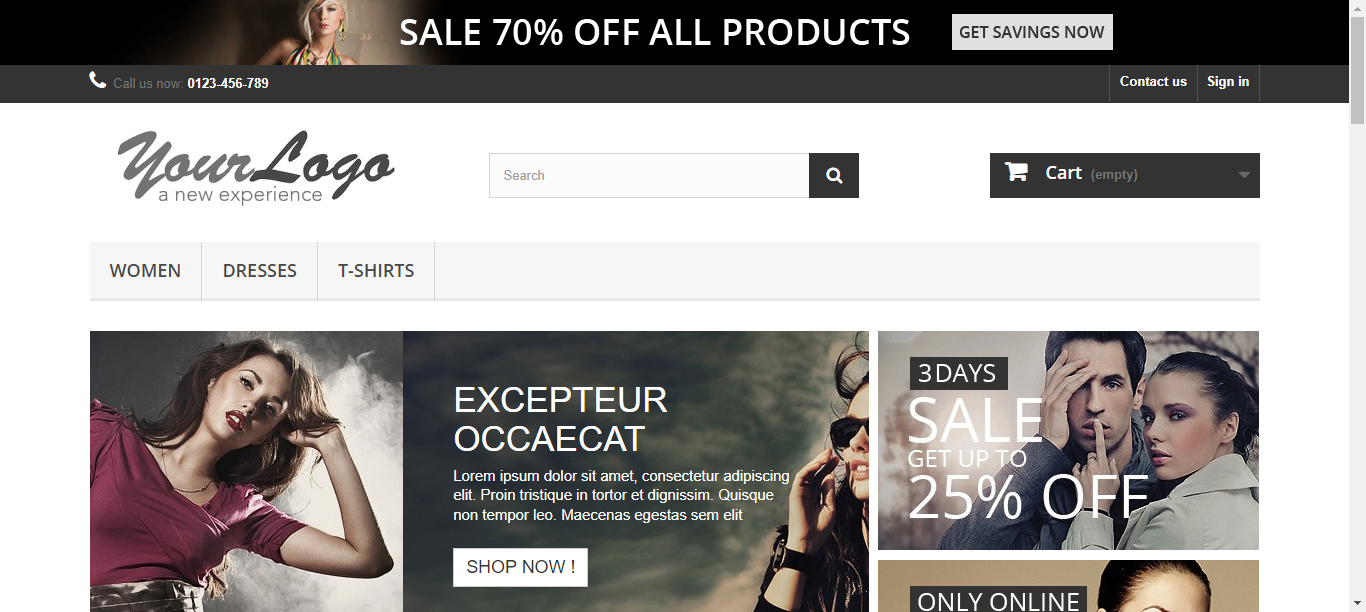 SALE 70% OFF ALL PRODUCTS
GET SAVINGS NOW
Call us now: 0123-456-789
Contact us
Sign in
YourLogo
a new experience
Search
Cart (empty)
WOMEN
DRESSES
T-SHIRTS
EXCEPTEUR
OCCAECAT
Lorem ipsum dolor sit amet, consectetur adipiscing
elit. Proin tristique in tortor et dignissim. Quisque
non tempor leo. Maecenas egestas sem elit
SHOP NOW !
3 DAYS
SALE
GET UP TO
25% OFF
ONLY ONLINE